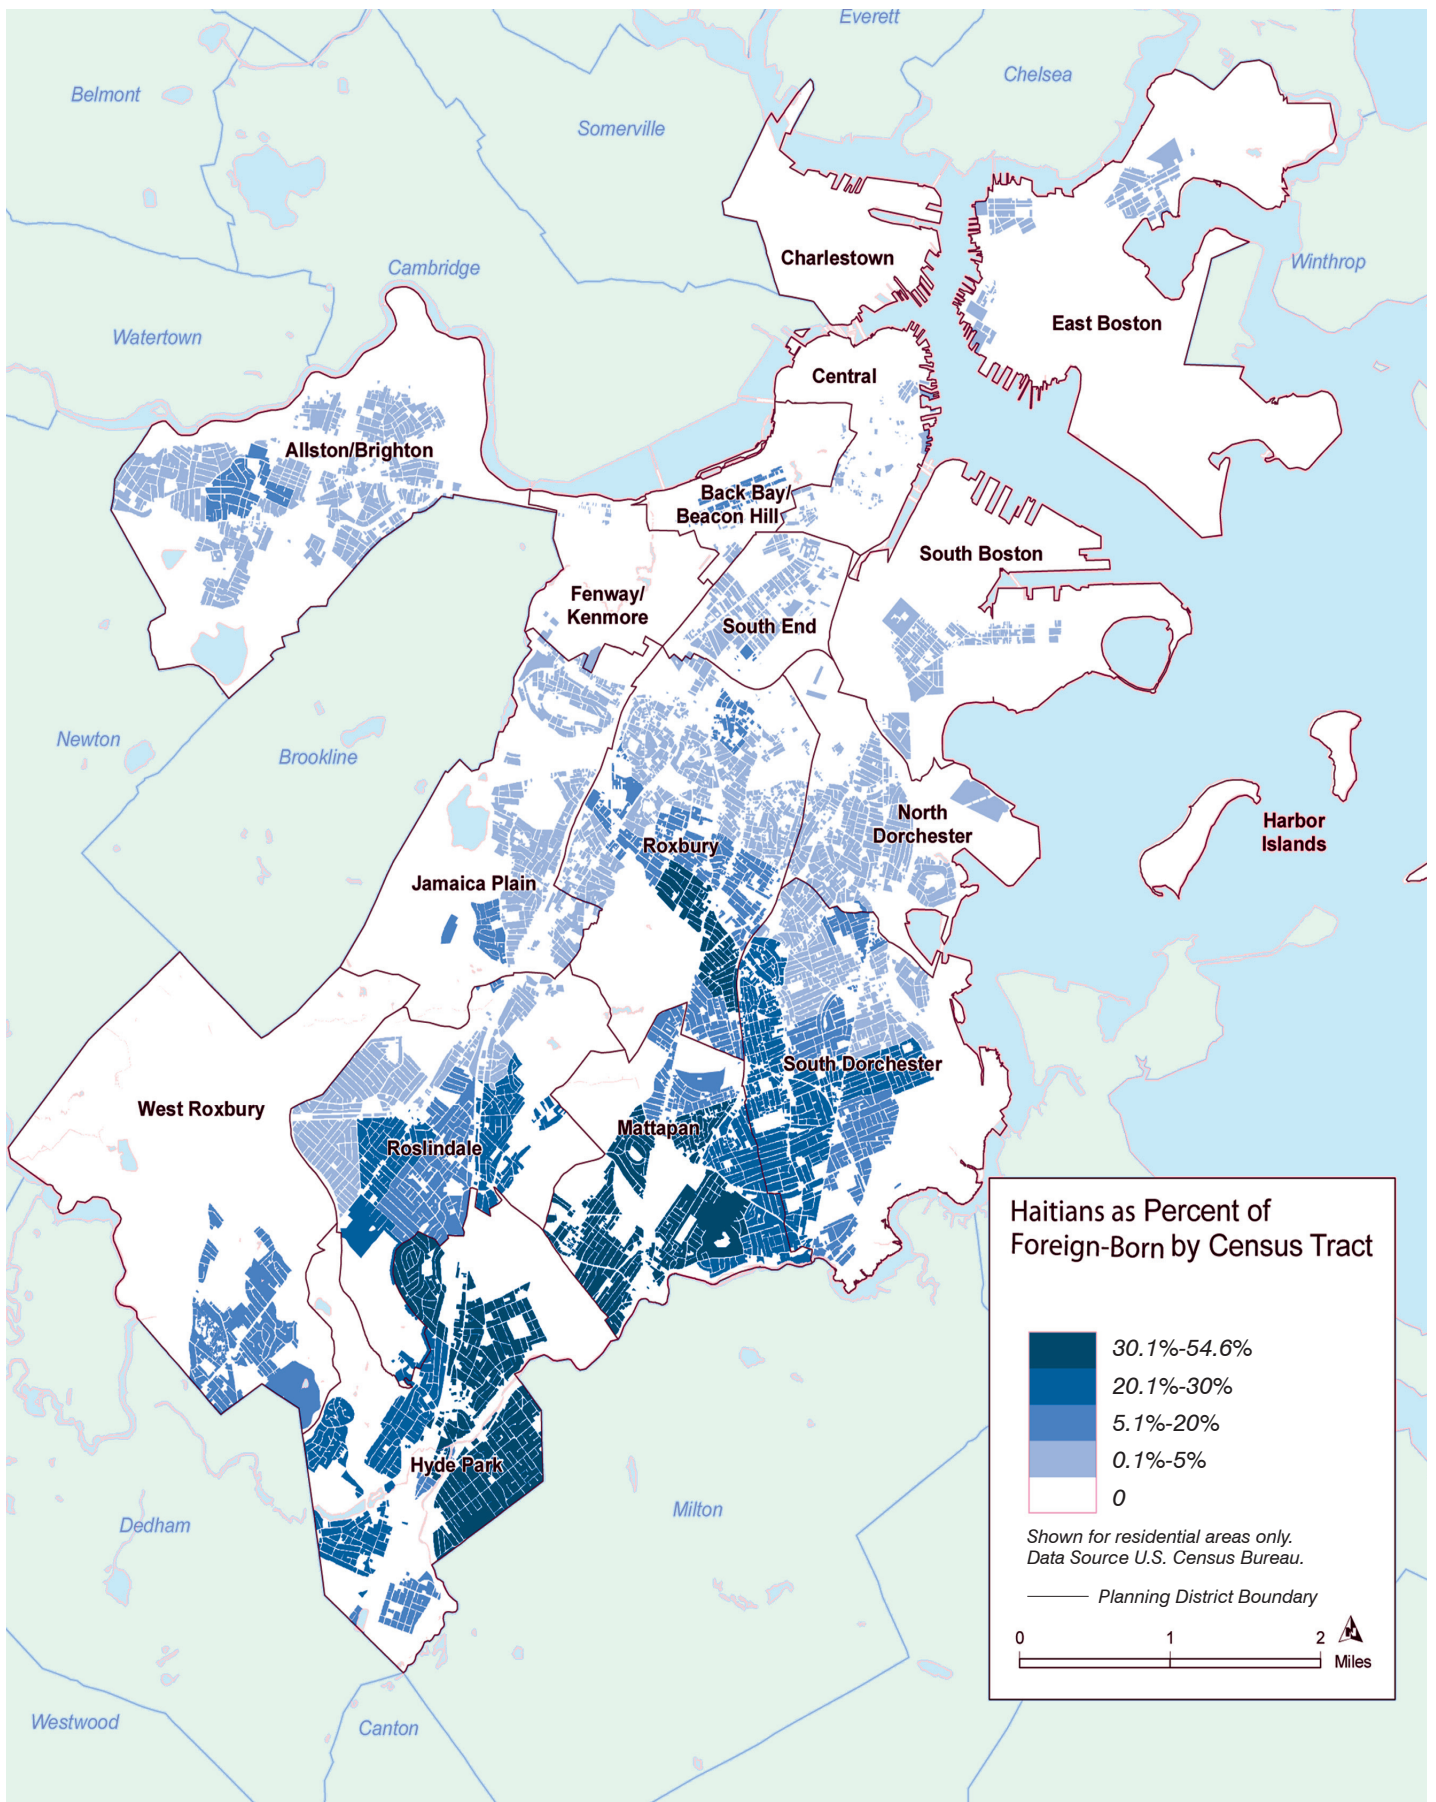 Everett
Chelsea
Belmont
Somerville
Charlestown
Cambridge
Winthrop
East Boston
Watertown
Central
Allston/Brighton
Back Bay/
Beacon Hill
South Boston
Fenway/
Kenmore
South End
Newton
Brookline
North
Dorchester
Harbor
Islands
Roxbury
Jamaica Plain
South Dorchester
West Roxbury
Mattapan
Roslindale
Hyde Park
Milton
Dedham
Westwood
Canton
Haitians as Percent of
Foreign-Born by Census Tract
30.1%-54.6%
20.1%-30%
5.1%-20%
0.1%-5%
0
Shown for residential areas only.
Data Source U.S. Census Bureau.
Planning District Boundary
0 1 2
Miles